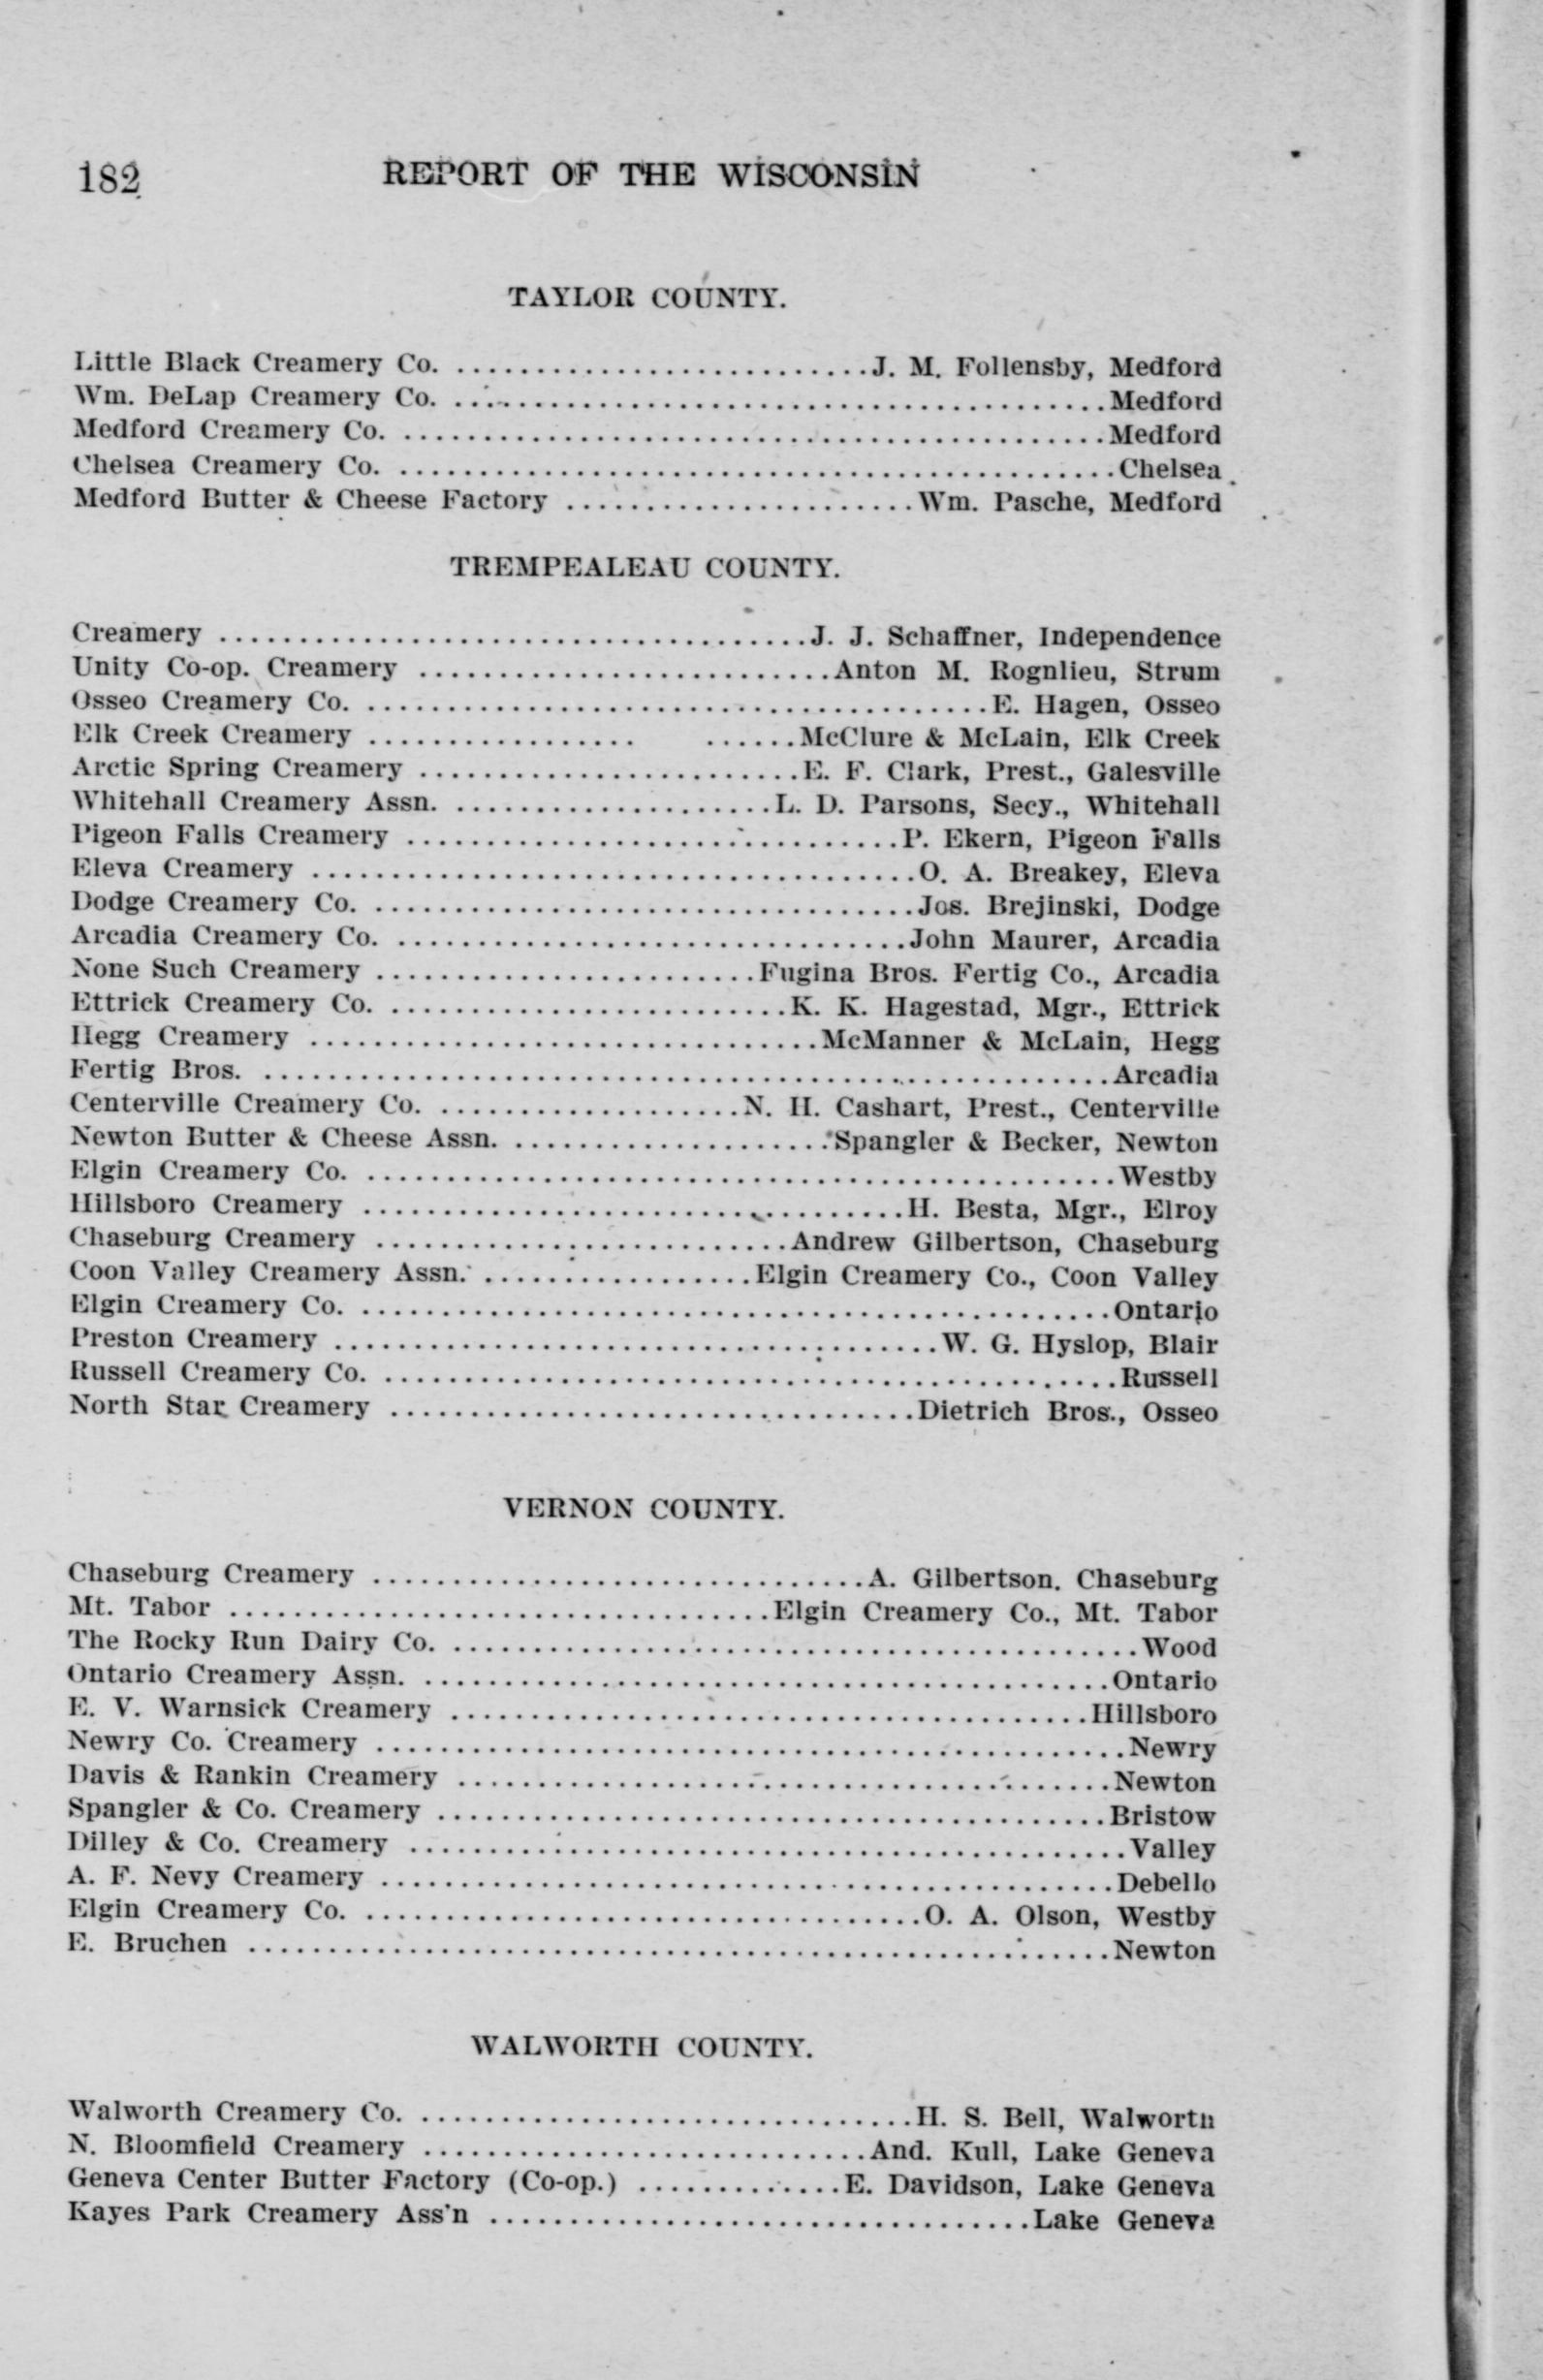 182 REPORT OF THE WISCONSIN
TAYLOR COUNTY.
Little Black Creamery Co. ..........................J. M. Follensby, Medford
Wm. DeLap Creamery Co. .........................................Medford
Medford Creamery Co. ............................................Medford
Chelsea Creamery Co. .............................................Chelsea
Medford Butter & Cheese Factory ......................Wm. Pasche, Medford
TREMPEALEAU COUNTY.
Creamery .....................................J. J. Schaffner, Independence
Unity Co-op. Creamery ..........................Anton M. Rognlieu, Strum
Osseo Creamery Co. .......................................E. Hagen, Osseo
Elk Creek Creamery ................. ......McClure & McLain, Elk Creek
Arctic Spring Creamery ........................E. F. Clark, Prest., Galesville
Whitehall Creamery Assn. ....................L. D. Parsons, Secy., Whitehall
Pigeon Falls Creamery ...............................P. Ekern, Pigeon Falls
Eleva Creamery ......................................O. A. Breakey, Eleva
Dodge Creamery Co. ..................................Jos. Brejinski, Dodge
Arcadia Creamery Co. ................................John Maurer, Arcadia
None Such Creamery ........................Fugina Bros. Fertig Co., Arcadia
Ettrick Creamery Co. .........................K. K. Hagestad, Mgr., Ettrick
Hegg Creamery ................................McManner & McLain, Hegg
Fertig Bros. .....................................................Arcadia
Centerville Creamery Co. ...................N. H. Cashart, Prest., Centerville
Newton Butter & Cheese Assn. ....................Spangler & Becker, Newton
Elgin Creamery Co. ...............................................Westby
Hillsboro Creamery ..................................H. Besta, Mgr., Elroy
Chaseburg Creamery ..........................Andrew Gilbertson, Chaseburg
Coon Valley Creamery Assn. .................Elgin Creamery Co., Coon Valley
Elgin Creamery Co. ...............................................Ontario
Preston Creamery ......................................W. G. Hyslop, Blair
Russell Creamery Co. ..............................................Russell
North Star Creamery .................................Dietrich Bros., Osseo
VERNON COUNTY.
Chaseburg Creamery ...............................A. Gilbertson. Chaseburg
Mt. Tabor ..................................Elgin Creamery Co., Mt. Tabor
The Rocky Run Dairy Co. ...........................................Wood
Ontario Creamery Assn. ...........................................Ontario
E. V. Warnsick Creamery ........................................Hillsboro
Newry Co. Creamery ...............................................Newry
Davis & Rankin Creamery .........................................Newton
Spangler & Co. Creamery ..........................................Bristow
Dilley & Co. Creamery .............................................Valley
A. F. Nevy Creamery ..............................................Debello
Elgin Creamery Co. ...................................O. A. Olson, Westby
E. Bruchen ......................................................Newton
WALWORTH COUNTY.
Walworth Creamery Co. ...............................H. S. Bell, Walworth
N. Bloomfield Creamery ............................And. Kull, Lake Geneva
Geneva Center Butter Factory (Co-op.) .............E. Davidson, Lake Geneva
Kayes Park Creamery Ass'n ..................................Lake Geneva